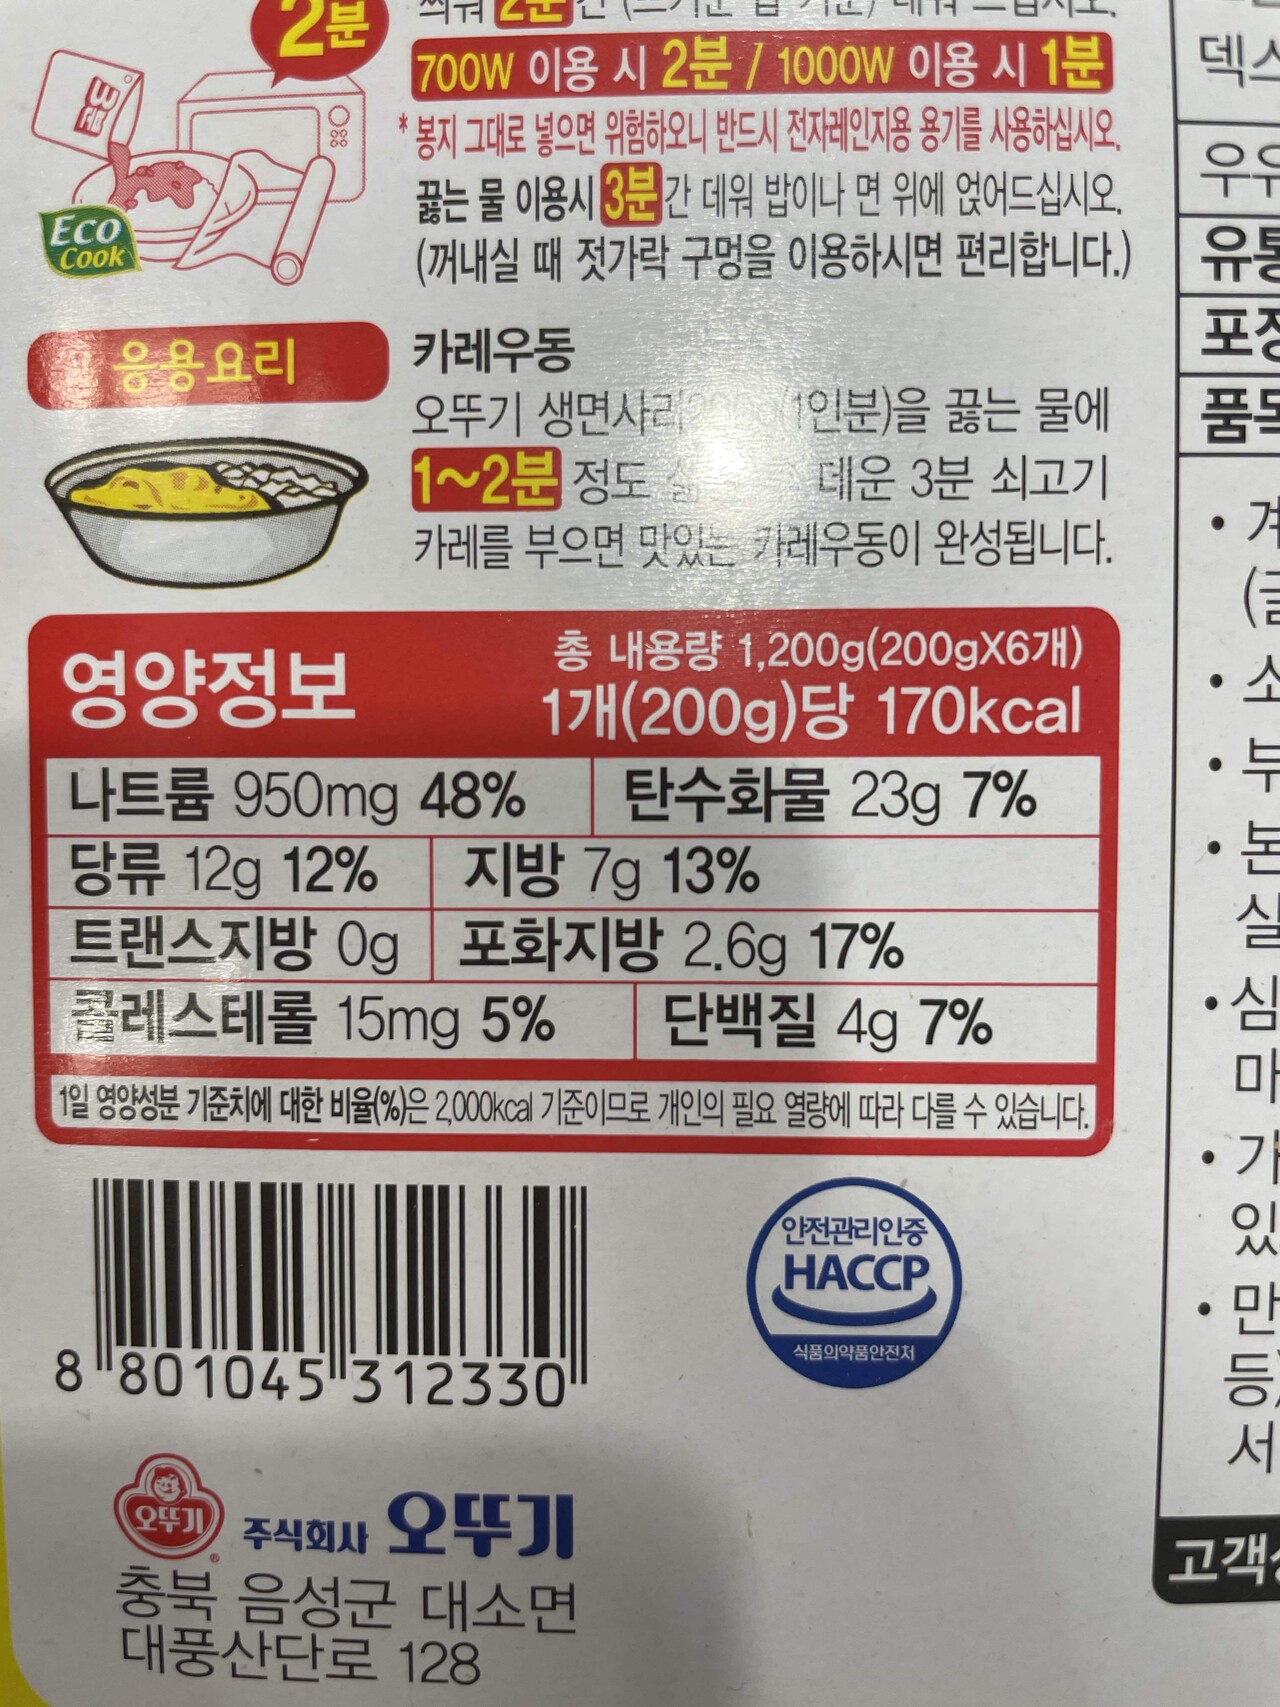 2분
700W 이용 시 2분 / 1000W 이용 시 1분
* 봉지 그대로 넣으면 위험하오니 반드시 전자레인지용 용기를 사용하십시오.
끓는 물 이용시 3분간 데워 밥이나 면 위에 얹어드십시오.
(꺼내실 때 젓가락 구멍을 이용하시면 편리합니다.)
Eco
Cook
응용요리
카레우동
오뚜기 생면사리 (1인분)을 끓는 물에
1~2분 정도 데운 3분 쇠고기
카레를 부으면 맛있는 카레우동이 완성됩니다.
영양정보
총 내용량 1,200g(200gX6개)
1개(200g)당 170kcal
나트륨 950mg 48% 탄수화물 23g 7%
당류 12g 12% 지방 7g 13%
트랜스지방 0g 포화지방 2.6g 17%
콜레스테롤 15mg 5% 단백질 4g 7%
1일 영양성분 기준치에 대한 비율(%)은 2,000kcal 기준이므로 개인의 필요 열량에 따라 다를 수 있습니다.
8 801045 312330
안전관리인증
HACCP
식품의약품안전처
오뚜기
주식회사 오뚜기
충북 음성군 대소면
대풍산단로 128
고객